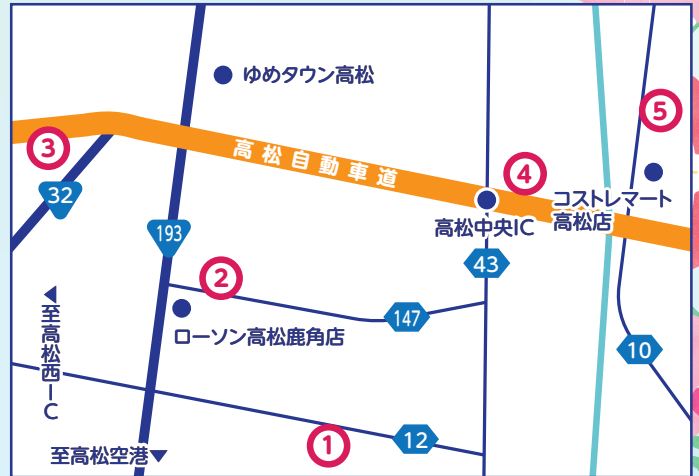 ゆめタウン高松
⑤
③
高松自動車道
④
32
コストレマート
高松店
193
高松中央IC
43
②
◀至高松西IC
147
ローソン高松鹿角店
10
①
12
至高松空港▼